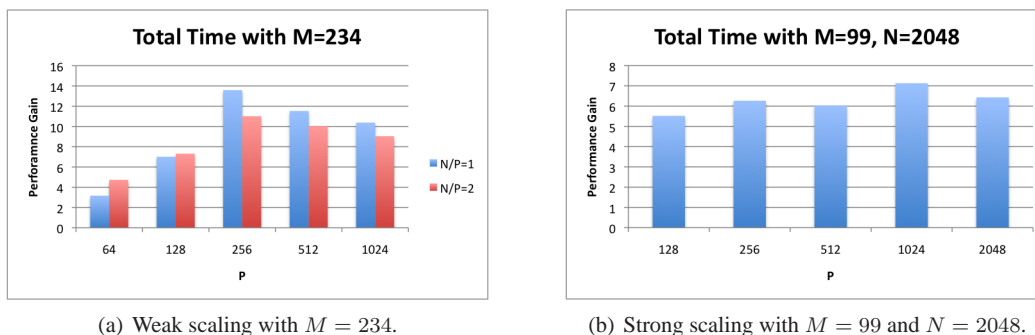 Total Time with M=234
Perforamnce Gain
16
14
12
10
8
6
4
2
0
64 128 256 512 1024
P
N/P=1
N/P=2
(a) Weak scaling with M = 234.
Total Time with M=99, N=2048
Performance Gain
8
7
6
5
4
3
2
1
0
128 256 512 1024 2048
P
(b) Strong scaling with M = 99 and N = 2048.